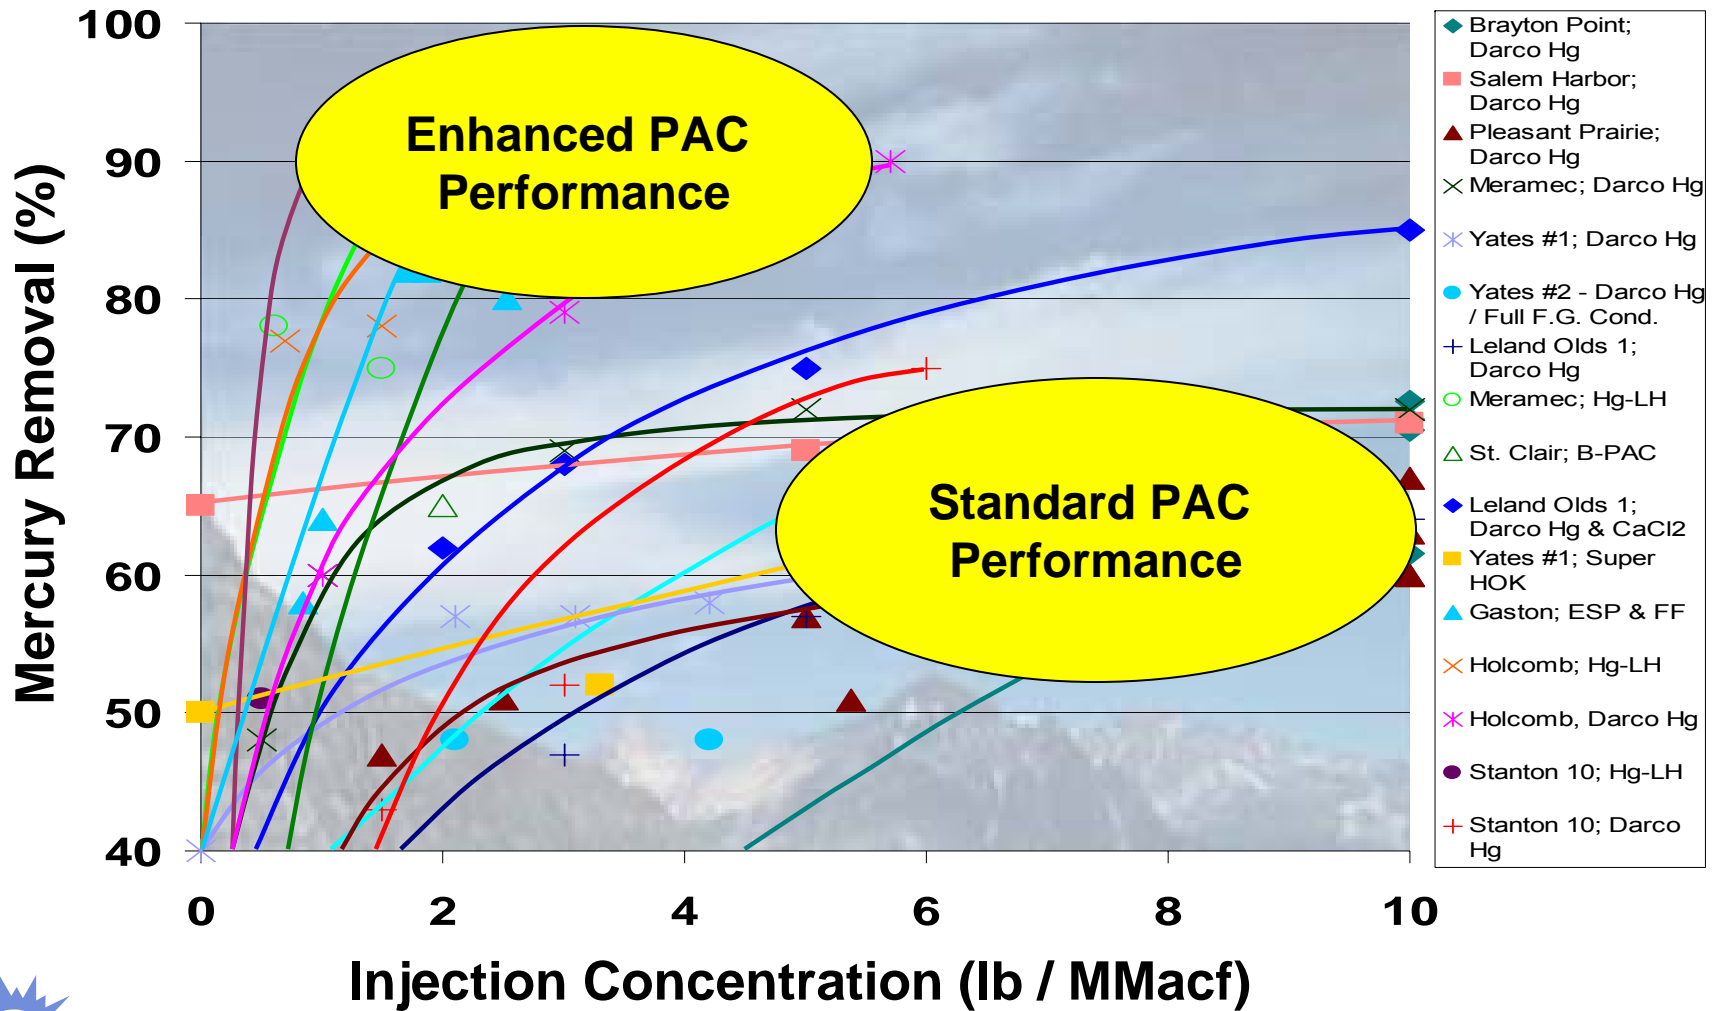 100
90
80
70
60
50
40
Mercury Removal (%)
Enhanced PAC
Performance
Standard PAC
Performance
0
2
4
6
8
10
Injection Concentration (lb / MMacf)
Brayton Point;
Darco Hg
Salem Harbor;
Darco Hg
Pleasant Prairie;
Darco Hg
Meramec; Darco Hg
Yates #1; Darco Hg
Yates #2 - Darco Hg
/ Full F.G. Cond.
Leland Olds 1;
Darco Hg
Meramec; Hg-LH
St. Clair; B-PAC
Leland Olds 1;
Darco Hg & CaCl2
Yates #1; Super
HOK
Gaston; ESP & FF
Holcomb; Hg-LH
Holcomb, Darco Hg
Stanton 10; Hg-LH
Stanton 10; Darco
Hg